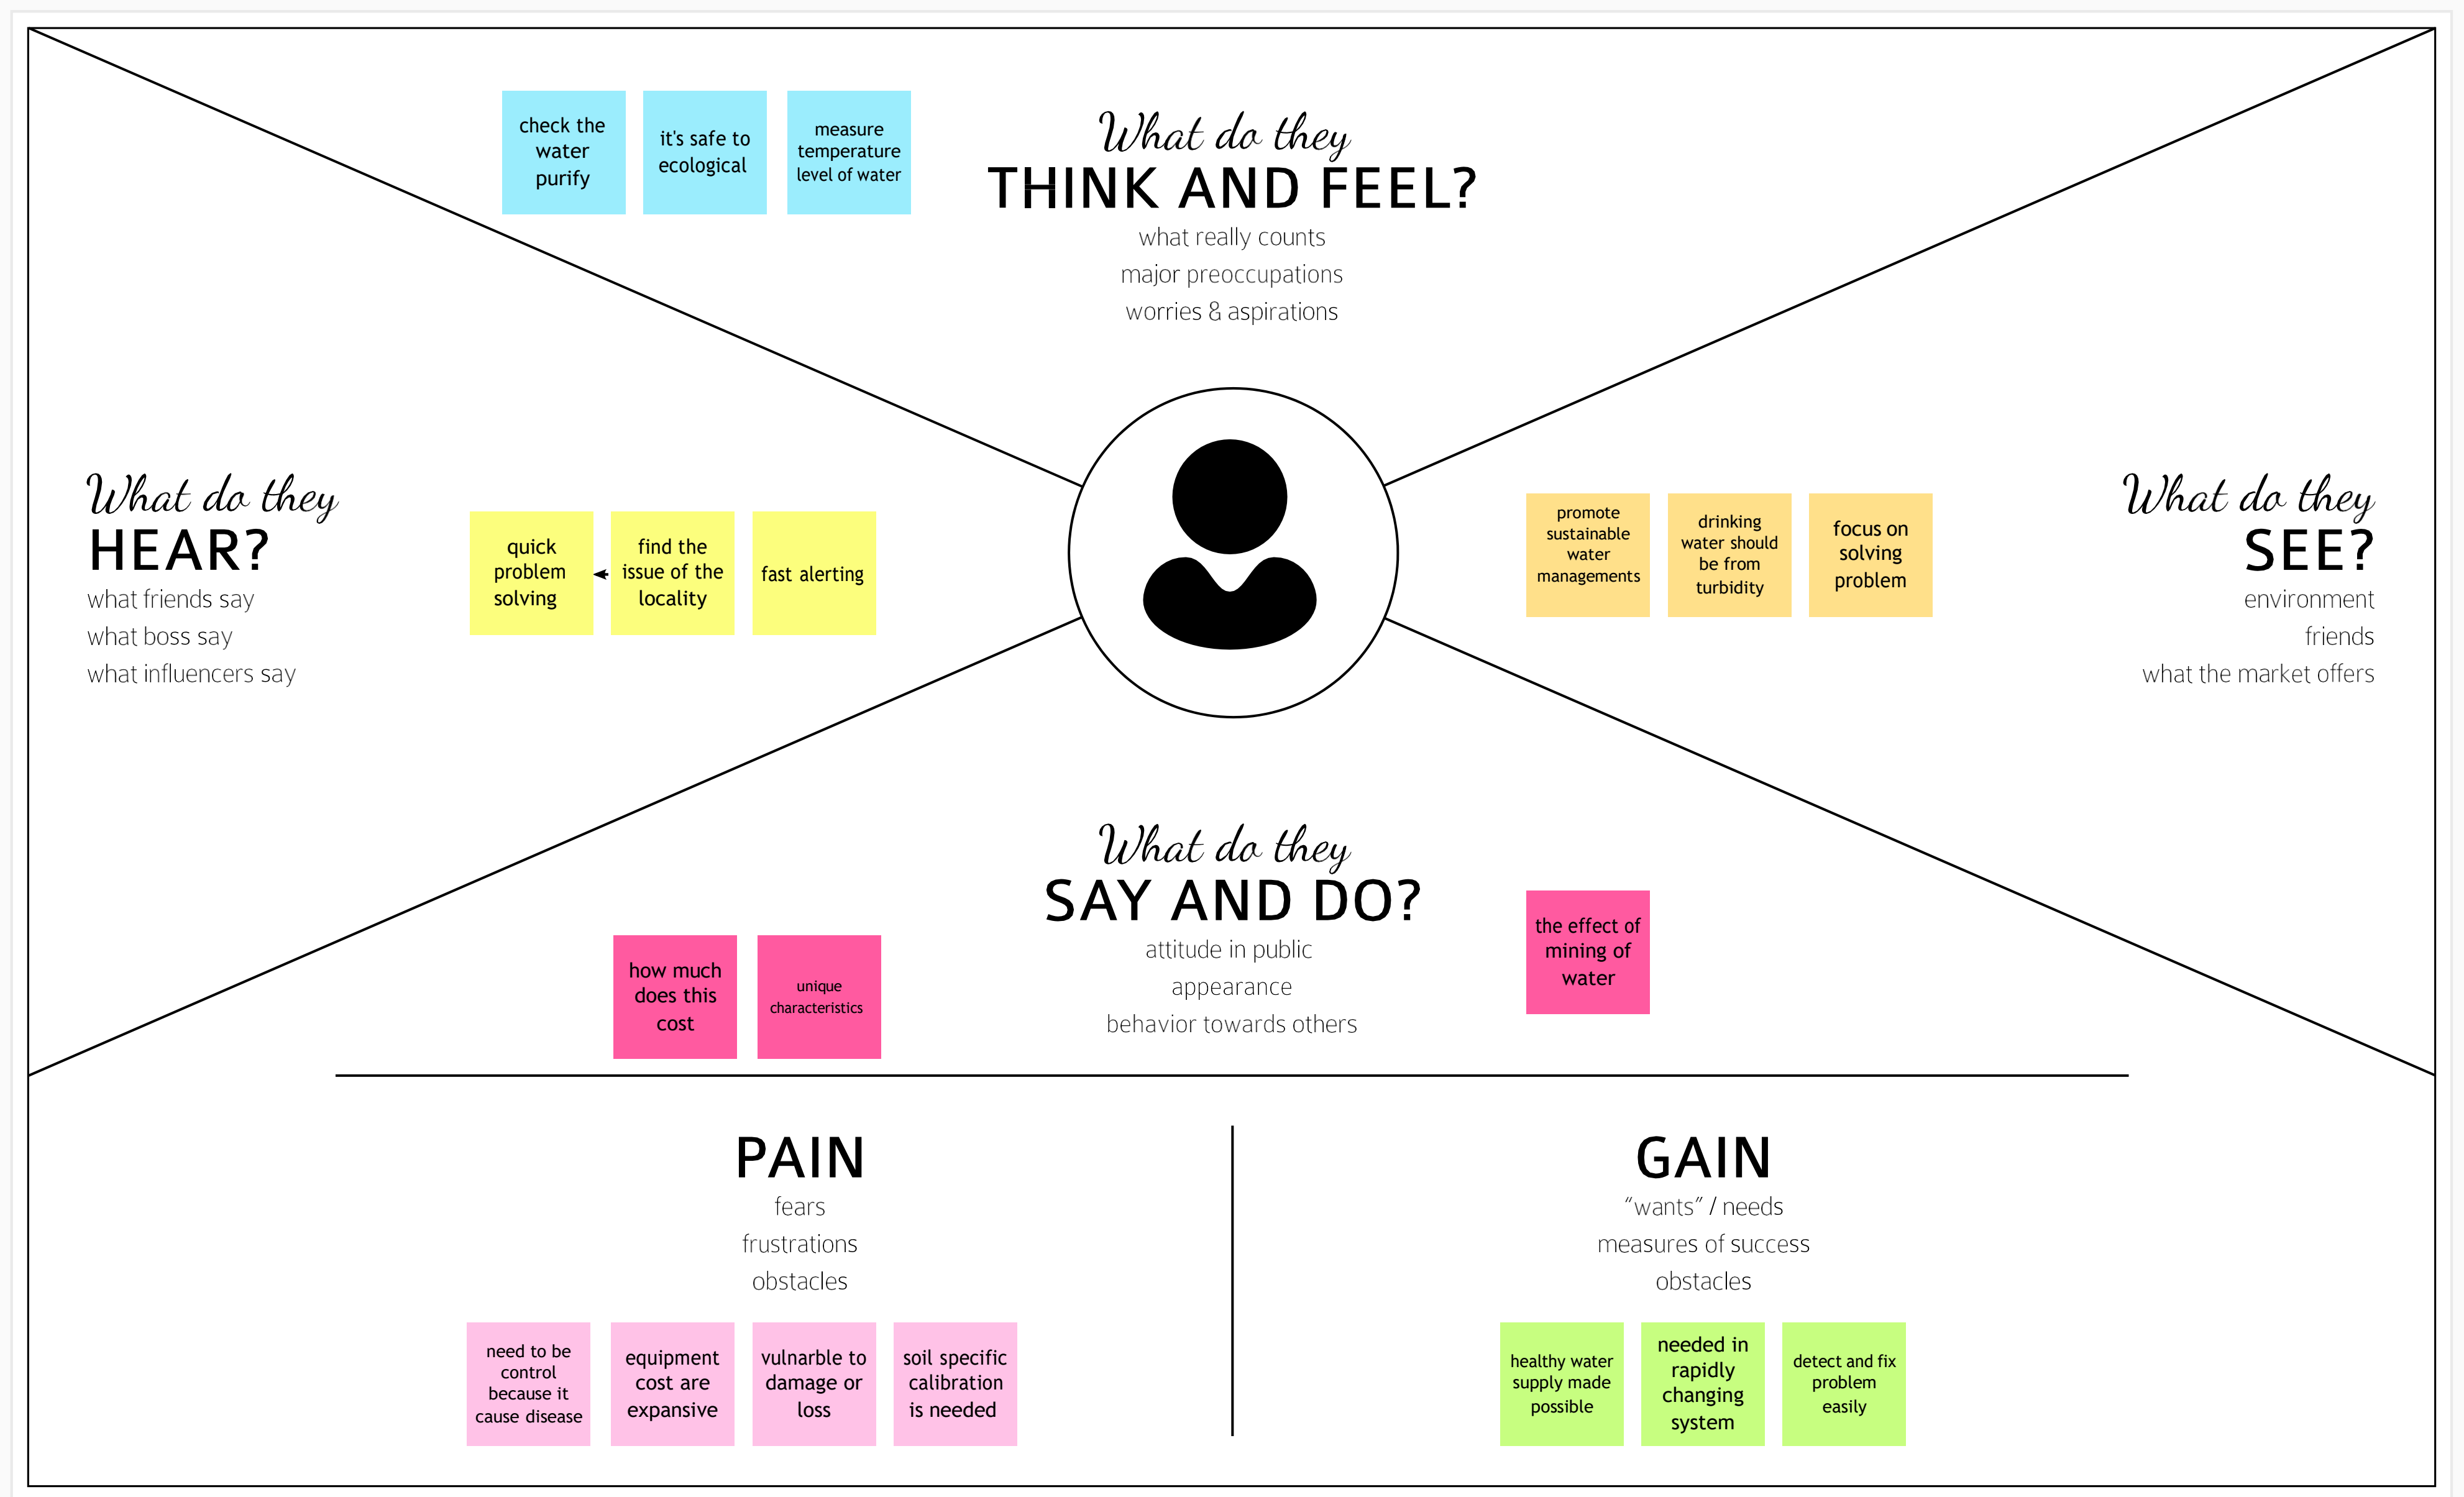 check the
water
purify
it's safe to
ecological
measure
temperature
level of water
What do they
THINK AND FEEL?
what really counts
major preoccupations
worries & aspirations
What do they
HEAR?
what friends say
what boss say
what influencers say
quick
problem
solving
find the
issue of the
locality
fast alerting
promote
sustainable
water
managements
drinking
water should
be from
turbidity
focus on
solving
problem
What do they
SEE?
environment
friends
what the market offers
What do they
SAY AND DO?
attitude in public
appearance
behavior towards others
how much
does this
cost
unique
characteristics
the effect of
mining of
water
PAIN
fears
frustrations
obstacles
need to be
control
because it
cause disease
equipment
cost are
expansive
vulnarble to
damage or
loss
soil specific
calibration
is needed
GAIN
“wants” / needs
measures of success
obstacles
healthy water
supply made
possible
needed in
rapidly
changing
system
detect and fix
problem
easily